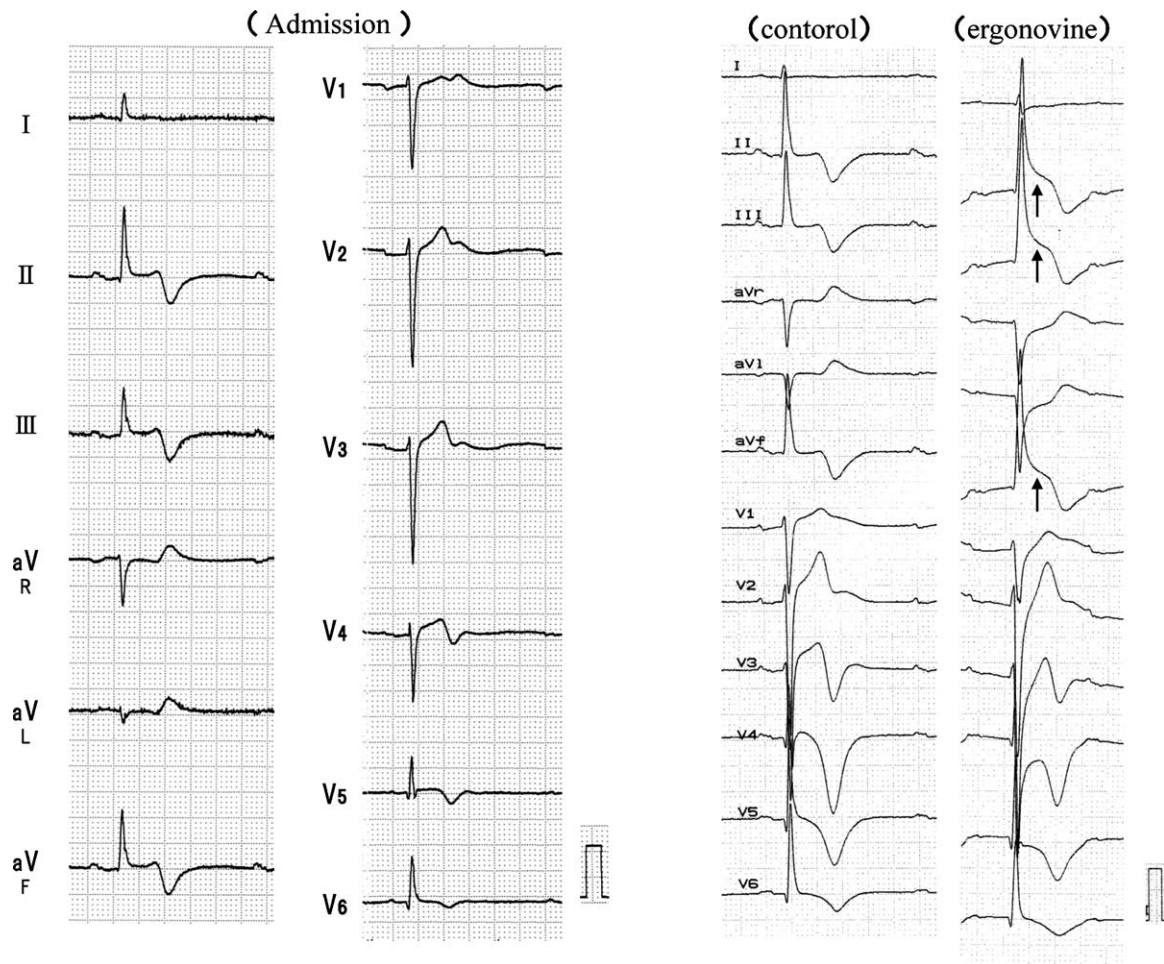 ( Admission )
I
II
III
aV
R
aV
L
aV
F
V1
V2
V3
V4
V5
V6
(contorol)
(ergonovine)
I
II
III
aVr
aVl
aVf
V1
V2
V3
V4
V5
V6